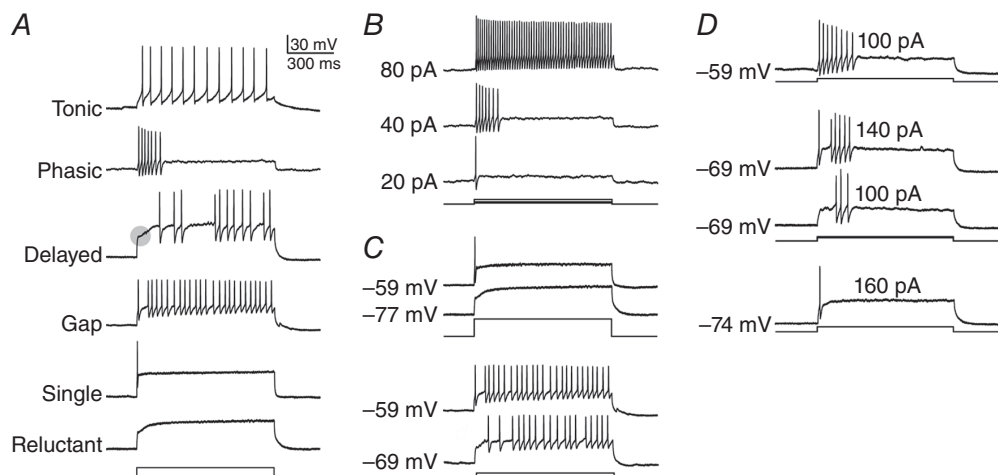 A
30 mV
300 ms
Tonic
Phasic
Delayed
Gap
Single
Reluctant
B
80 pA
40 pA
20 pA
C
–59 mV
–77 mV
–59 mV
–69 mV
D
100 pA
–59 mV
140 pA
–69 mV
100 pA
–69 mV
160 pA
–74 mV